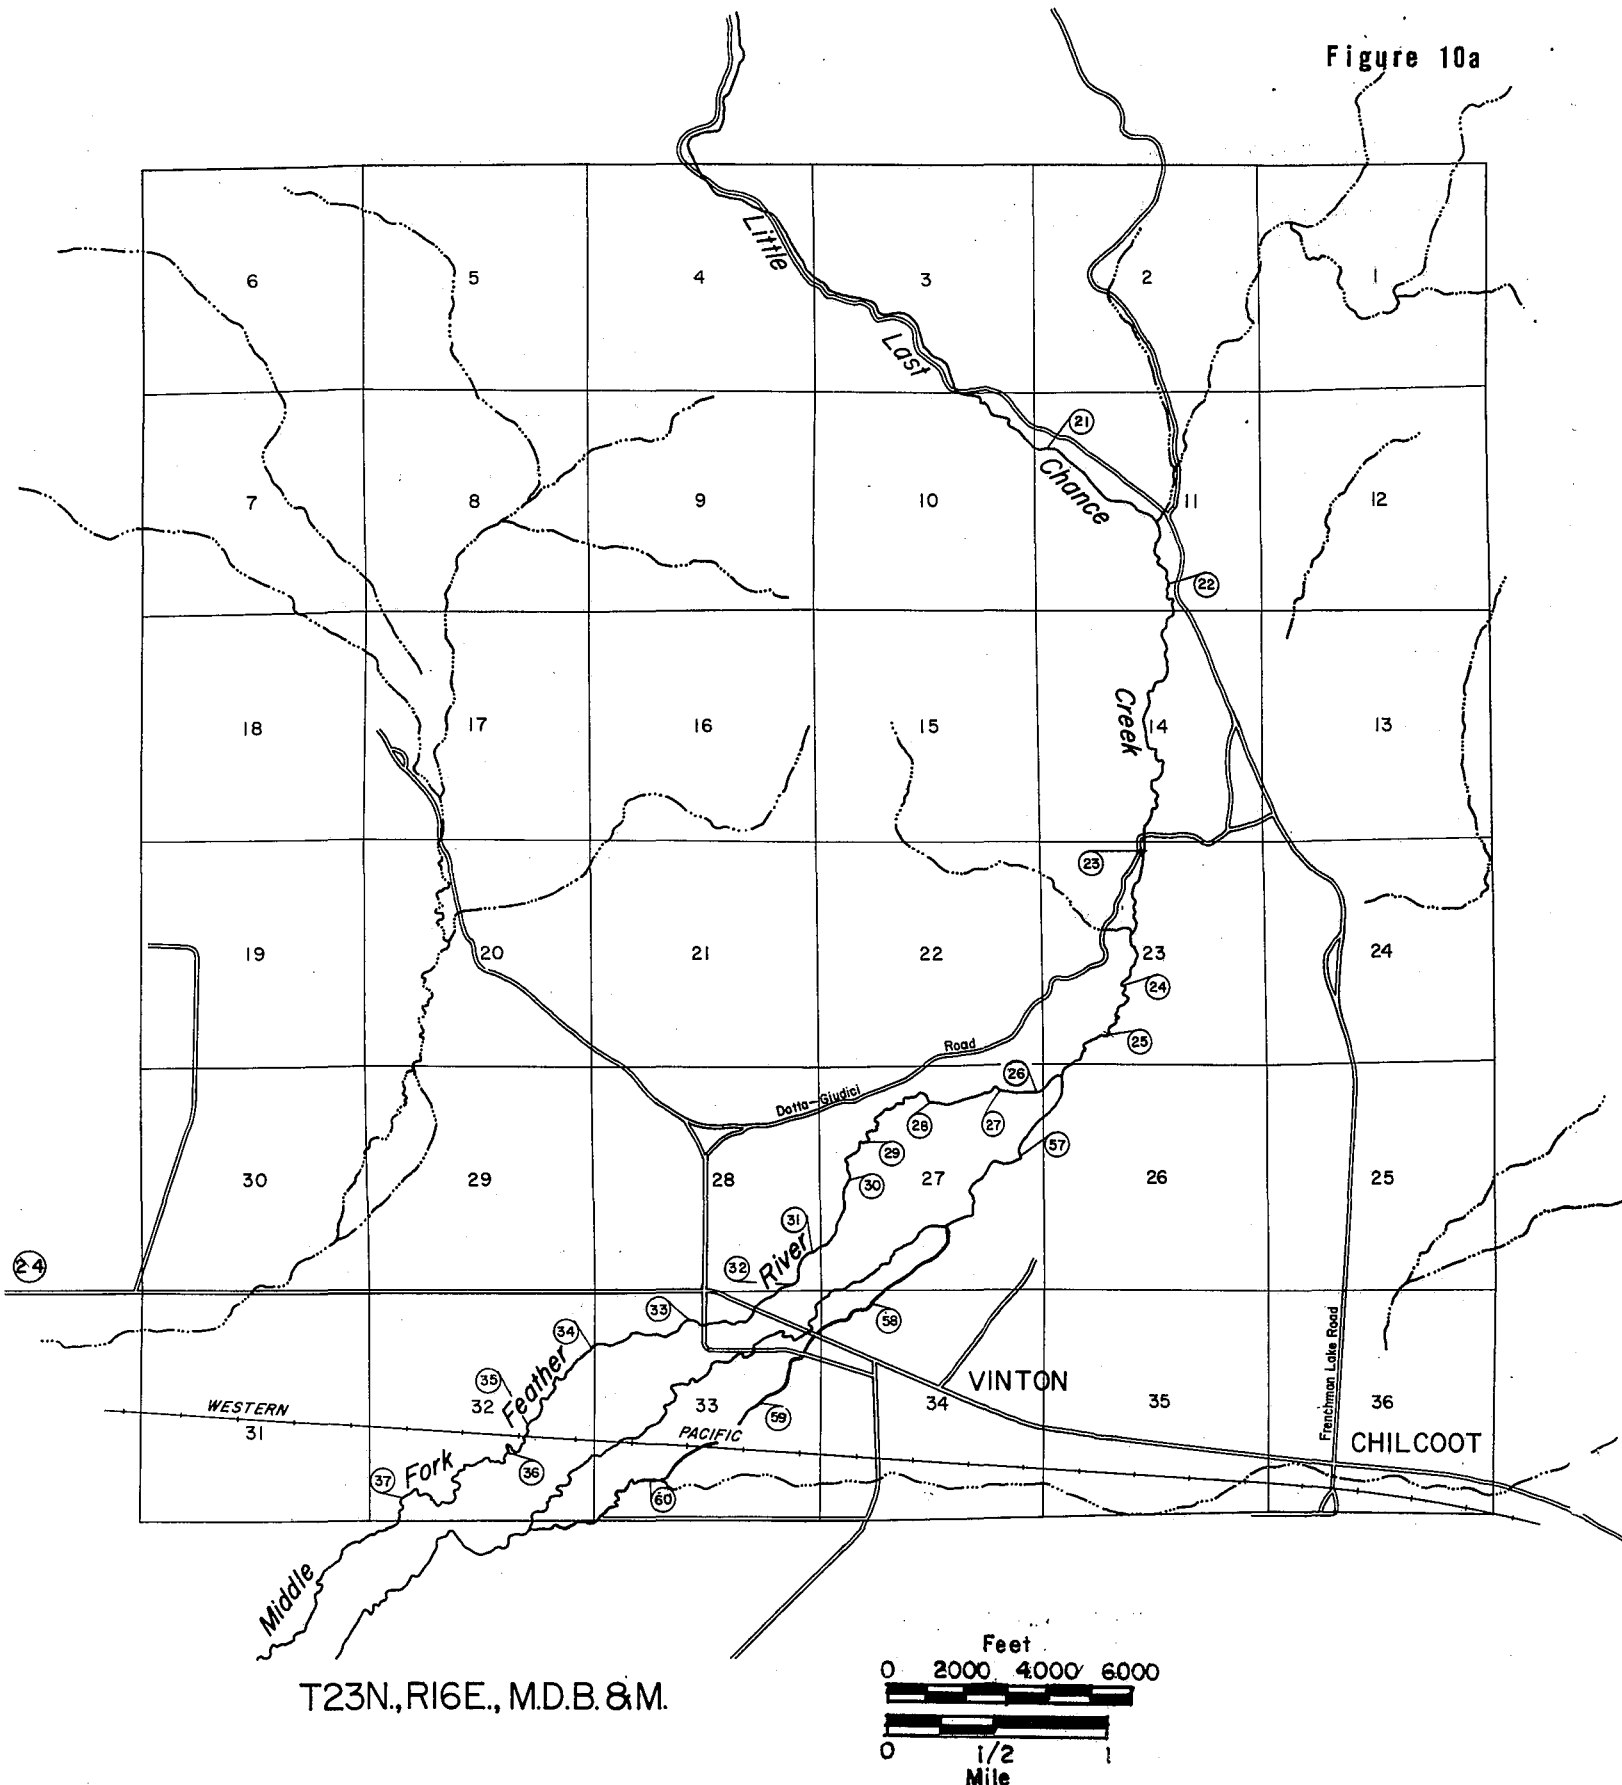 Figure 10a
Little
6 5 4 3 2 1
Last
21
Chance
7 8 9 10 11 12
22
Creek
18 17 16 15 14 13
23
19 20 21 22 23 24
24
25
Road
26
Dotta-Giudici
28 27
57
29
30 29 28 30 27 26 25
31
24
32 River
33 58
34
Frenchman Lake Road
Feather
35 VINTON
32 33 34 35 36
WESTERN
59
31 PACIFIC CHILCOOT
Fork
37 36
60
Middle
T23N., R16E., M.D.B. & M.
Feet
0 2000 4000 6000
0 1/2 1
Mile